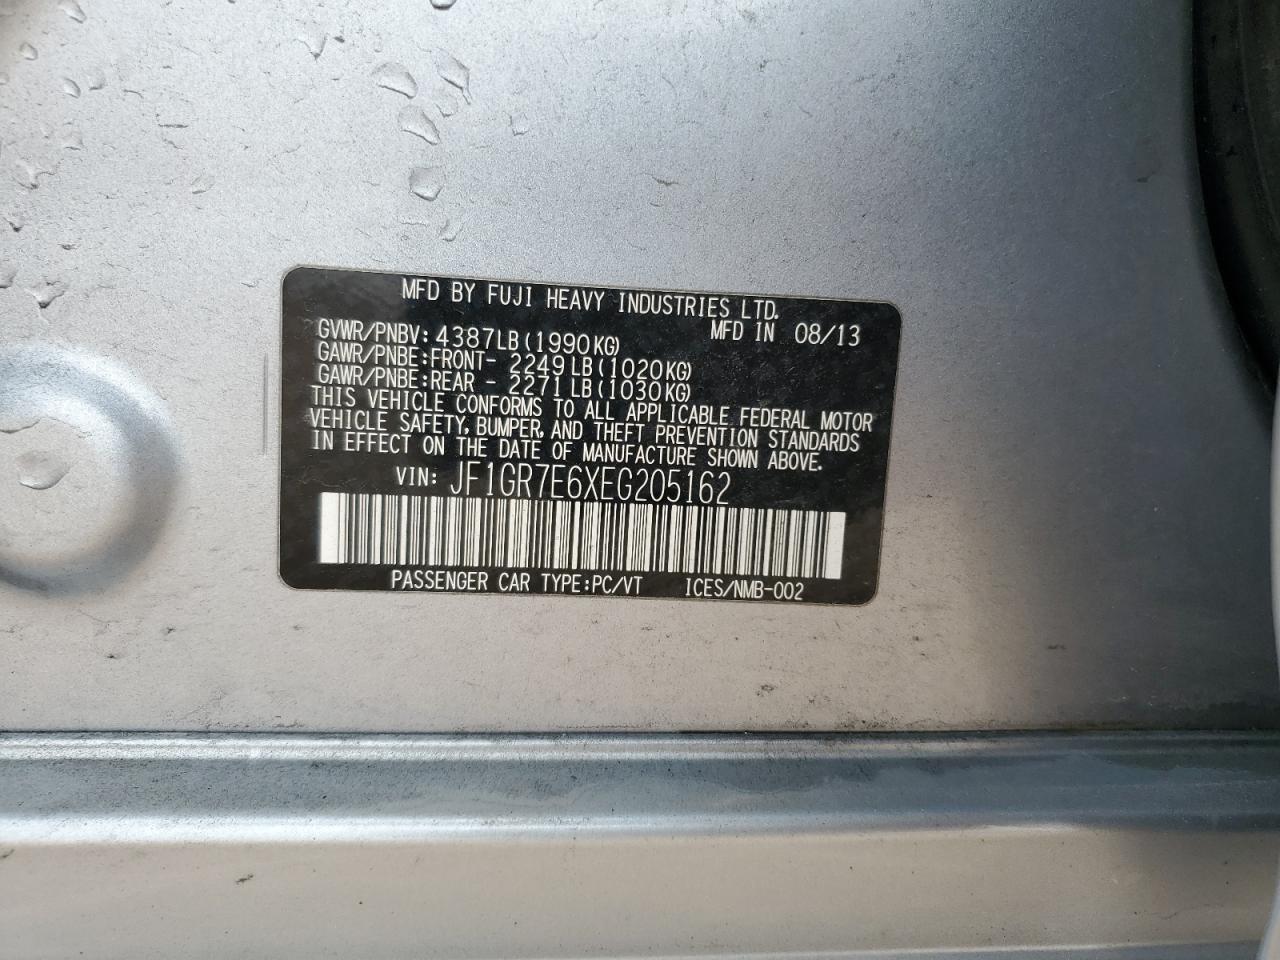 MFD BY FUJI HEAVY INDUSTRIES LTD.
MFD IN 08/13
GVWR/PNBV: 4387LB (1990KG)
GAWR/PNBE:FRONT- 2249LB (1020KG)
GAWR/PNBE:REAR - 2271LB (1030KG)
THIS VEHICLE CONFORMS TO ALL APPLICABLE FEDERAL MOTOR
VEHICLE SAFETY, BUMPER, AND THEFT PREVENTION STANDARDS
IN EFFECT ON THE DATE OF MANUFACTURE SHOWN ABOVE.
VIN: JF1GR7E6XEG205162
PASSENGER CAR TYPE:PC/VT ICES/NMB-002